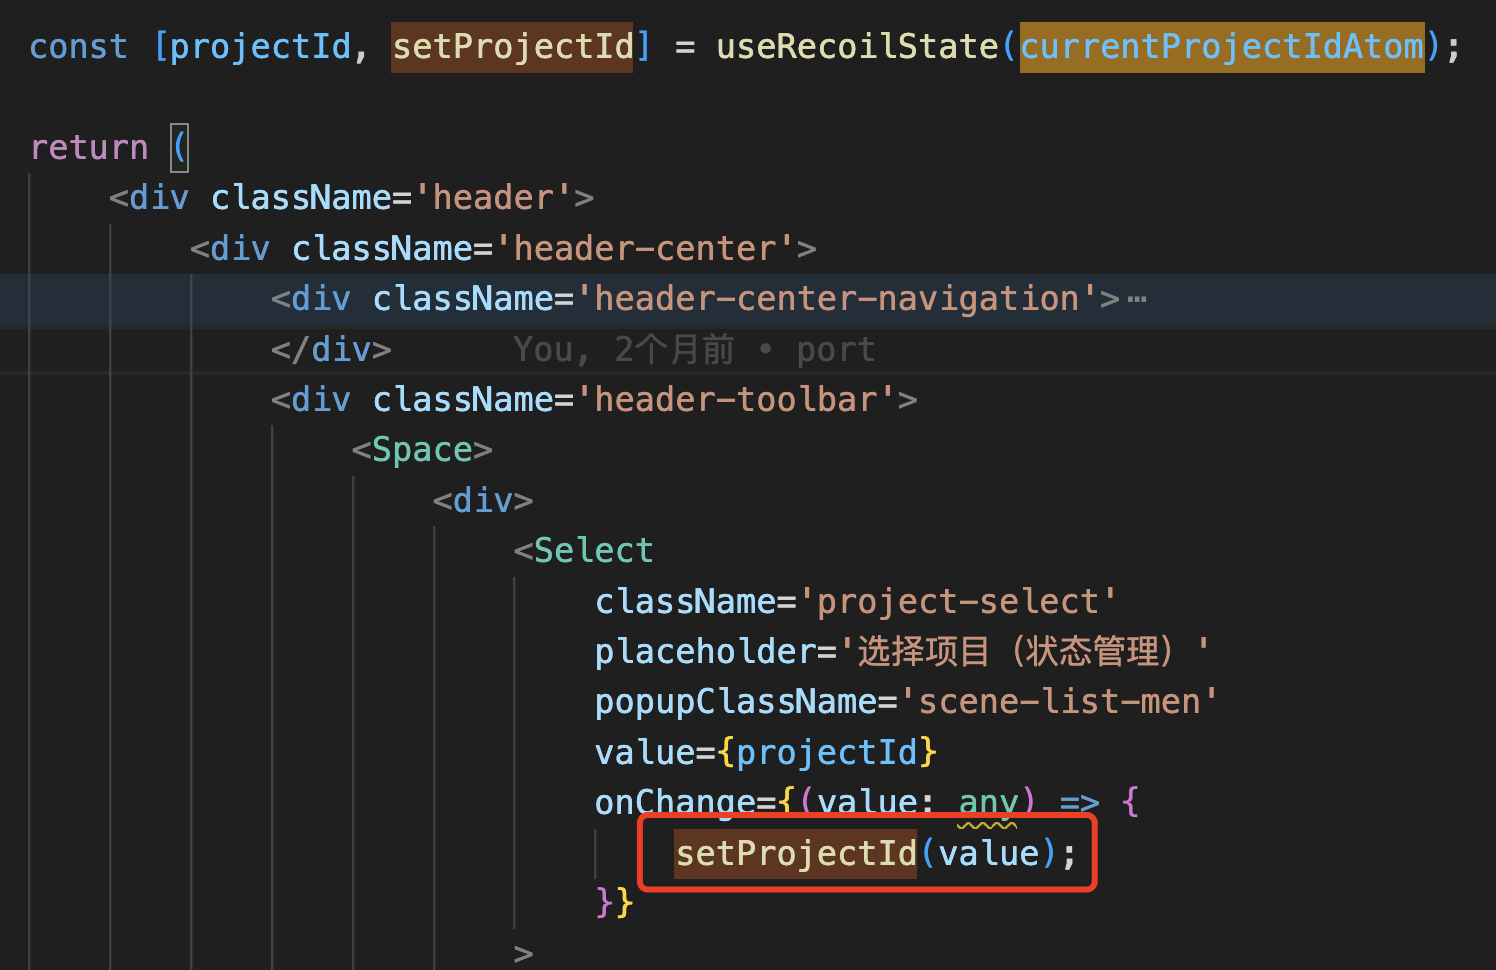 const [projectId, setProjectId] = useRecoilState(currentProjectIdAtom);
return (
<div className='header'>
<div className='header-center'>
<div className='header-center-navigation'>⋯
</div> You, 2个月前 • port
<div className='header-toolbar'>
<Space>
<div>
<Select
className='project-select'
placeholder='选择项目（状态管理）'
popupClassName='scene-list-men'
value={projectId}
onChange={(value: any) => {
setProjectId(value);
}}
>